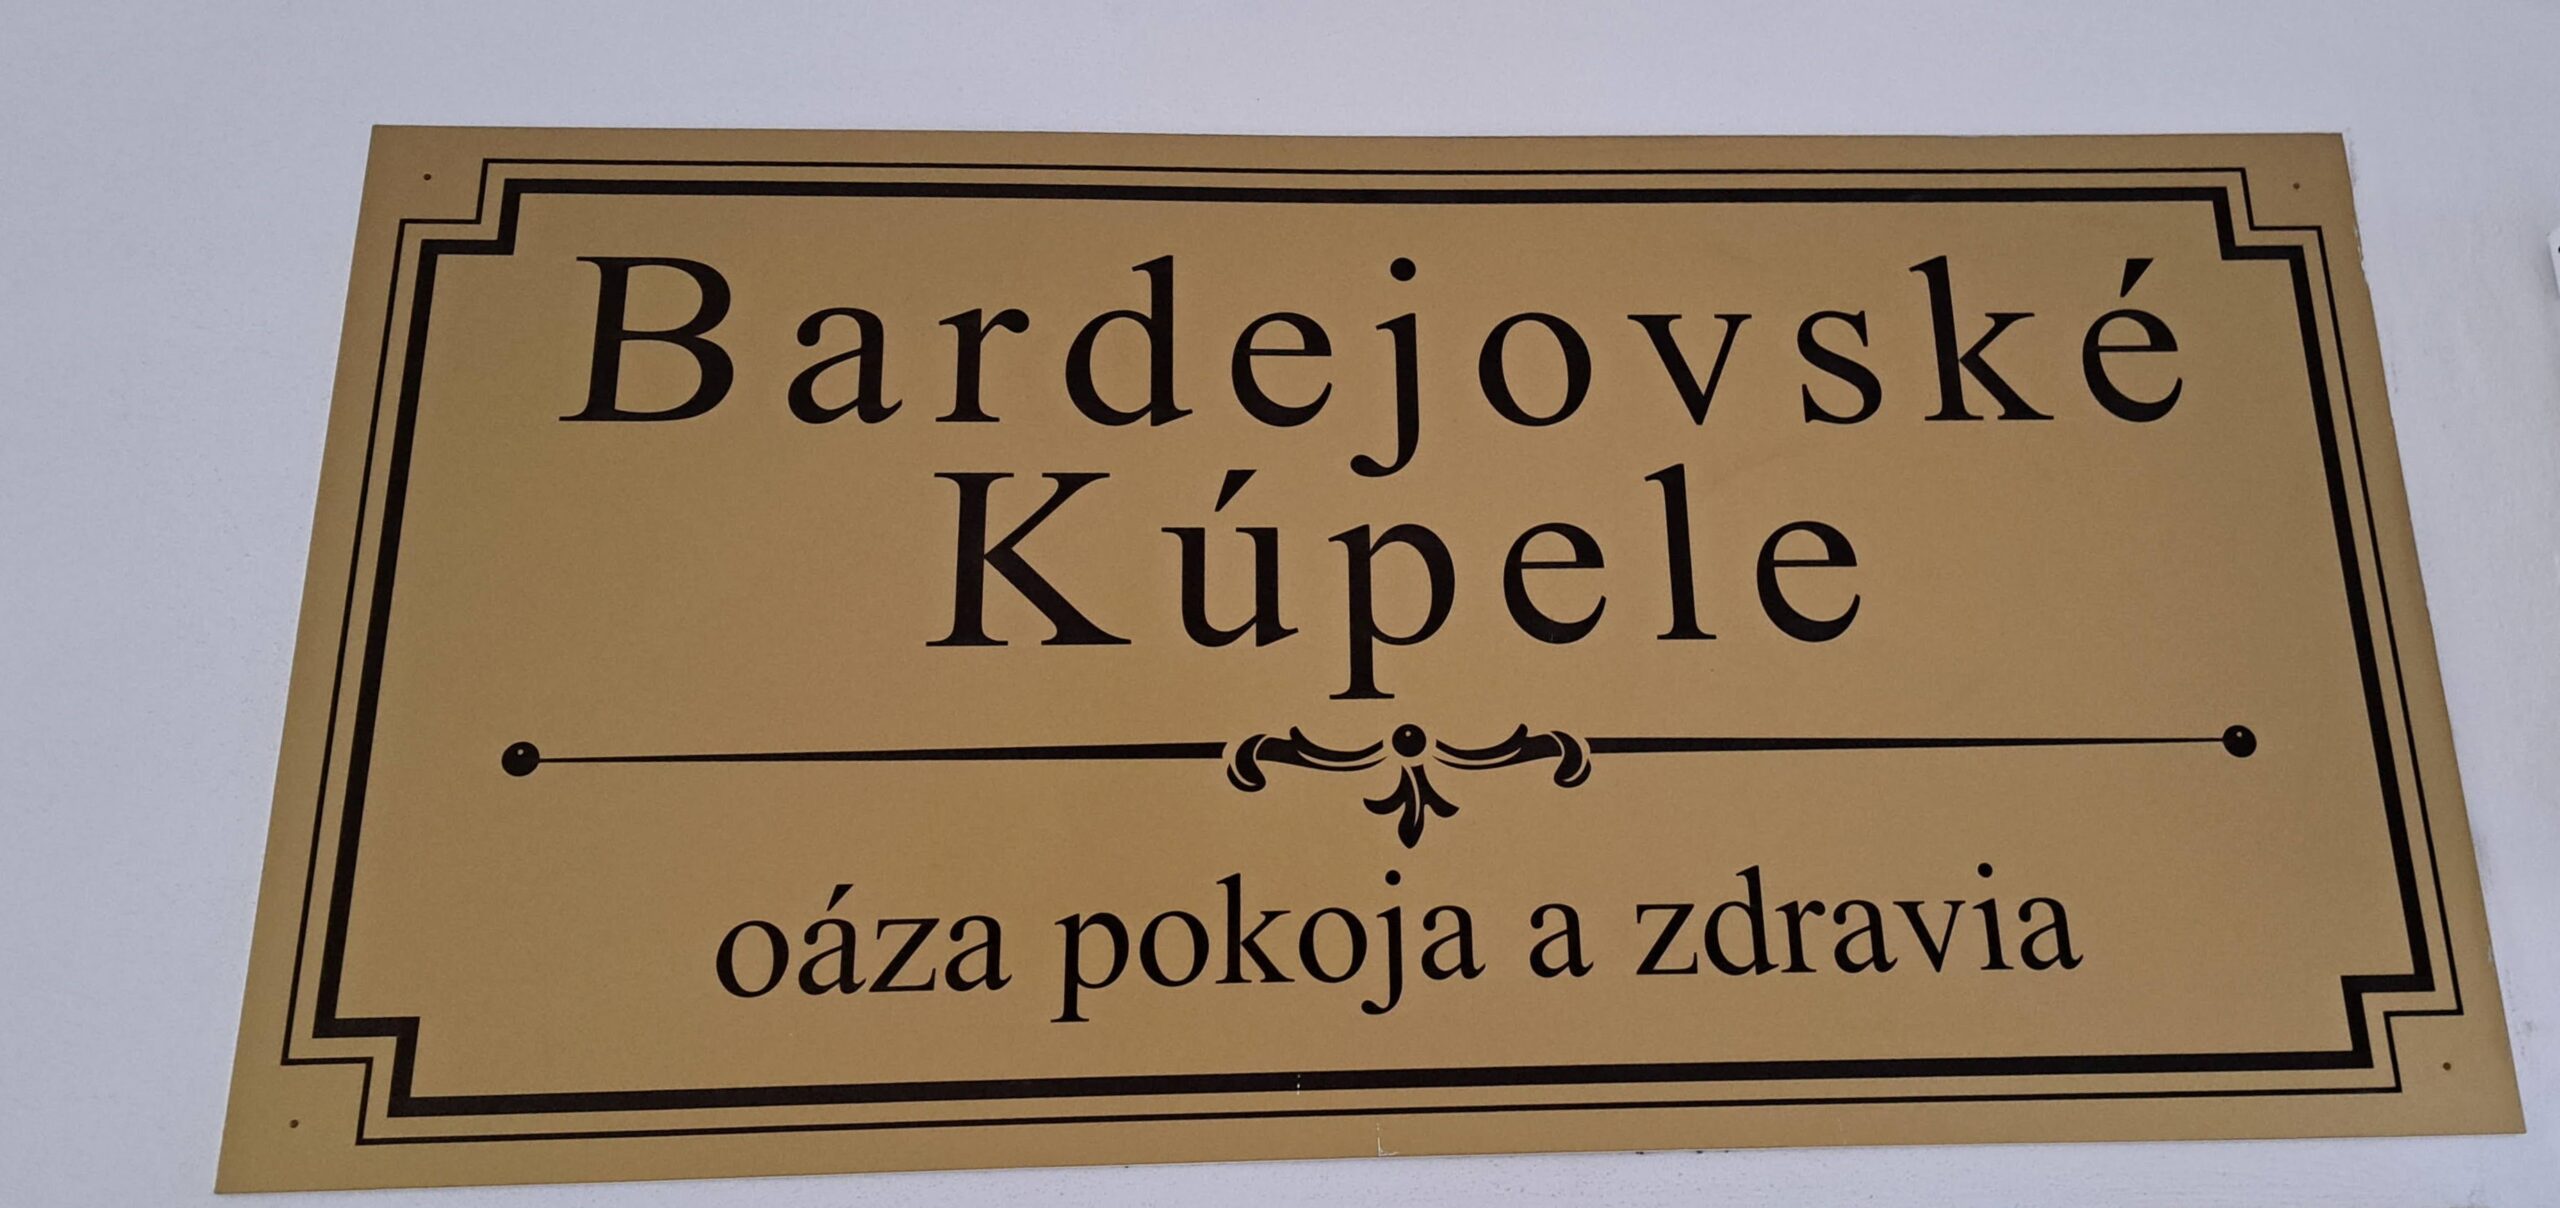 Bardejovské
Kúpele
oáza pokoja a zdravia